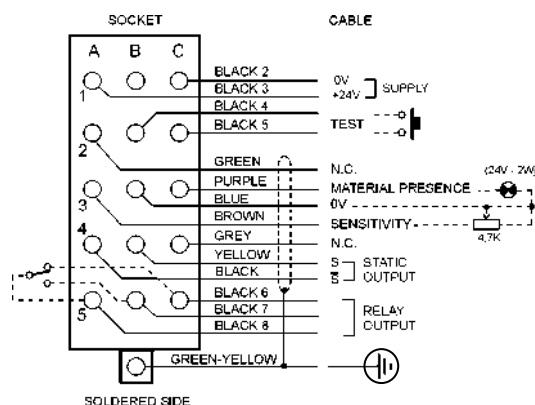 SOCKET CABLE
A B C
1 BLACK 2 0V
BLACK 3 +24V SUPPLY
BLACK 4
BLACK 5 TEST
2 GREEN N.C. (24V - 2W)
PURPLE MATERIAL PRESENCE
BLUE 0V
3 BROWN SENSITIVITY 4,7K
GREY N.C.
4 YELLOW S STATIC
BLACK S OUTPUT
BLACK 6
BLACK 7 RELAY
5 BLACK 8 OUTPUT
GREEN-YELLOW
SOLDERED SIDE